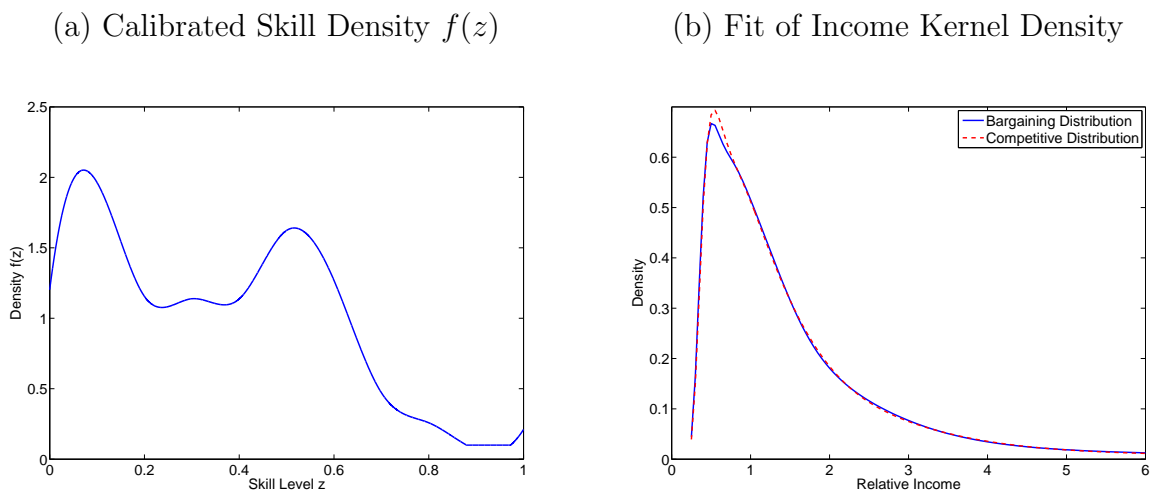 (a) Calibrated Skill Density f(z)
(b) Fit of Income Kernel Density
2.5
2
1.5
1
0.5
0
Density f(z)
0 0.2 0.4 0.6 0.8 1
Skill Level z
Bargaining Distribution
Competitive Distribution
0.6
0.5
0.4
0.3
0.2
0.1
0
Density
0 1 2 3 4 5 6
Relative Income